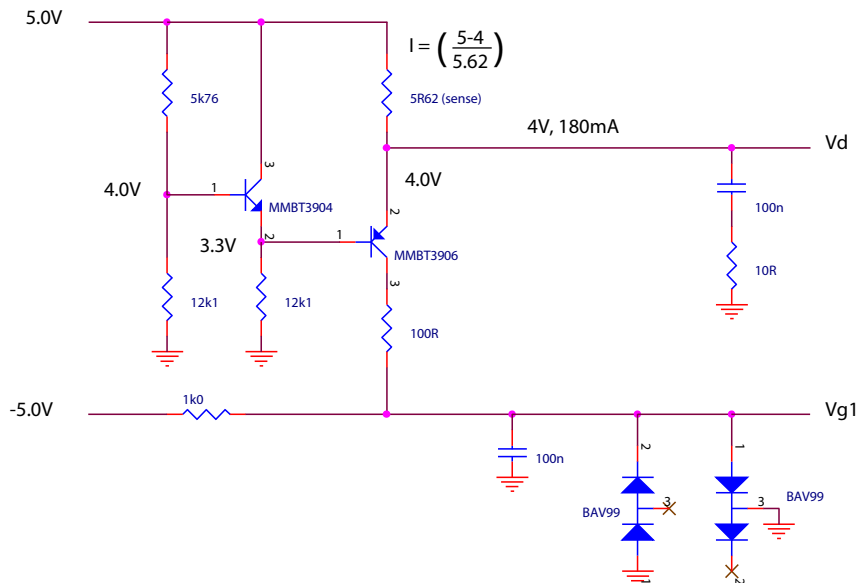 5.0V
I = ( 5-4 / 5.62 )
5k76
5R62 (sense)
4V, 180mA
Vd
3
4.0V
1
MMBT3904
4.0V
2
100n
3.3V
2
1
MMBT3906
10R
3
12k1
12k1
100R
-5.0V
1k0
Vg1
2
1
100n
3
BAV99
3
BAV99
1
2